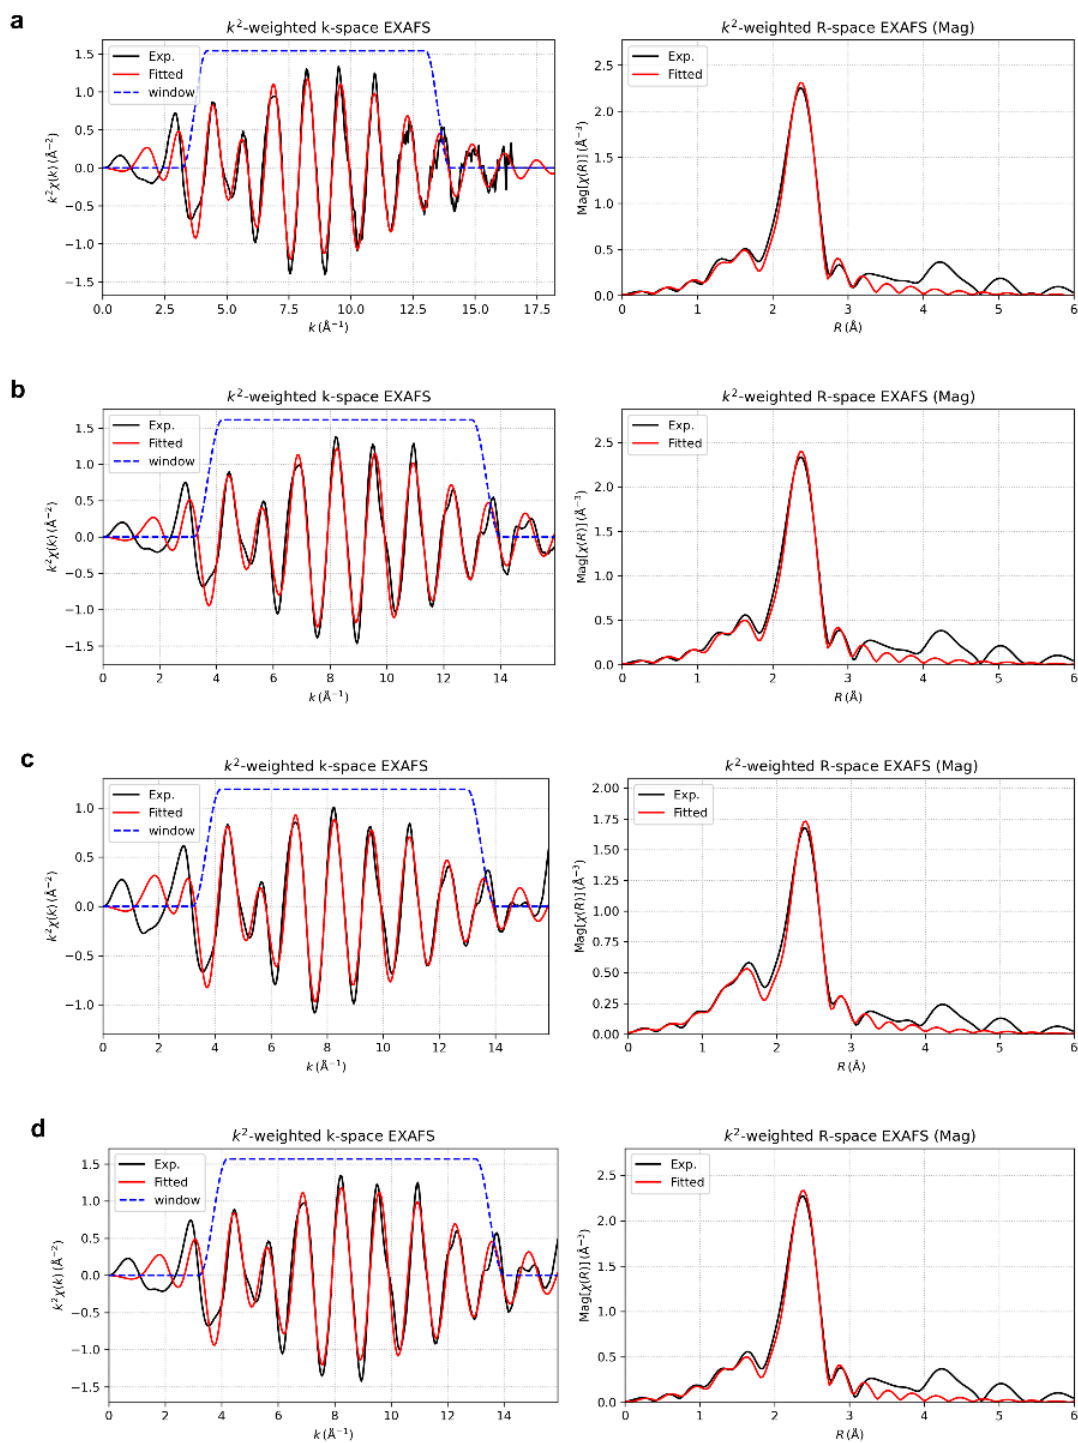 a
k²-weighted k-space EXAFS
k²χ(k) (Å⁻²)
1.5
1.0
0.5
0.0
−0.5
−1.0
−1.5
Exp.
Fitted
window
0.0 2.5 5.0 7.5 10.0 12.5 15.0 17.5
k (Å⁻¹)
k²-weighted R-space EXAFS (Mag)
Mag[χ(R)] (Å⁻³)
2.5
2.0
1.5
1.0
0.5
0.0
Exp.
Fitted
0 1 2 3 4 5 6
R (Å)
b
k²-weighted k-space EXAFS
k²χ(k) (Å⁻²)
1.5
1.0
0.5
0.0
−0.5
−1.0
−1.5
Exp.
Fitted
window
0 2 4 6 8 10 12 14
k (Å⁻¹)
k²-weighted R-space EXAFS (Mag)
Mag[χ(R)] (Å⁻³)
2.5
2.0
1.5
1.0
0.5
0.0
Exp.
Fitted
0 1 2 3 4 5 6
R (Å)
c
k²-weighted k-space EXAFS
k²χ(k) (Å⁻²)
1.0
0.5
0.0
−0.5
−1.0
Exp.
Fitted
window
0 2 4 6 8 10 12 14
k (Å⁻¹)
k²-weighted R-space EXAFS (Mag)
Mag[χ(R)] (Å⁻³)
2.00
1.75
1.50
1.25
1.00
0.75
0.50
0.25
0.00
Exp.
Fitted
0 1 2 3 4 5 6
R (Å)
d
k²-weighted k-space EXAFS
k²χ(k) (Å⁻²)
1.5
1.0
0.5
0.0
−0.5
−1.0
−1.5
Exp.
Fitted
window
0 2 4 6 8 10 12 14
k (Å⁻¹)
k²-weighted R-space EXAFS (Mag)
Mag[χ(R)] (Å⁻³)
2.5
2.0
1.5
1.0
0.5
0.0
Exp.
Fitted
0 1 2 3 4 5 6
R (Å)